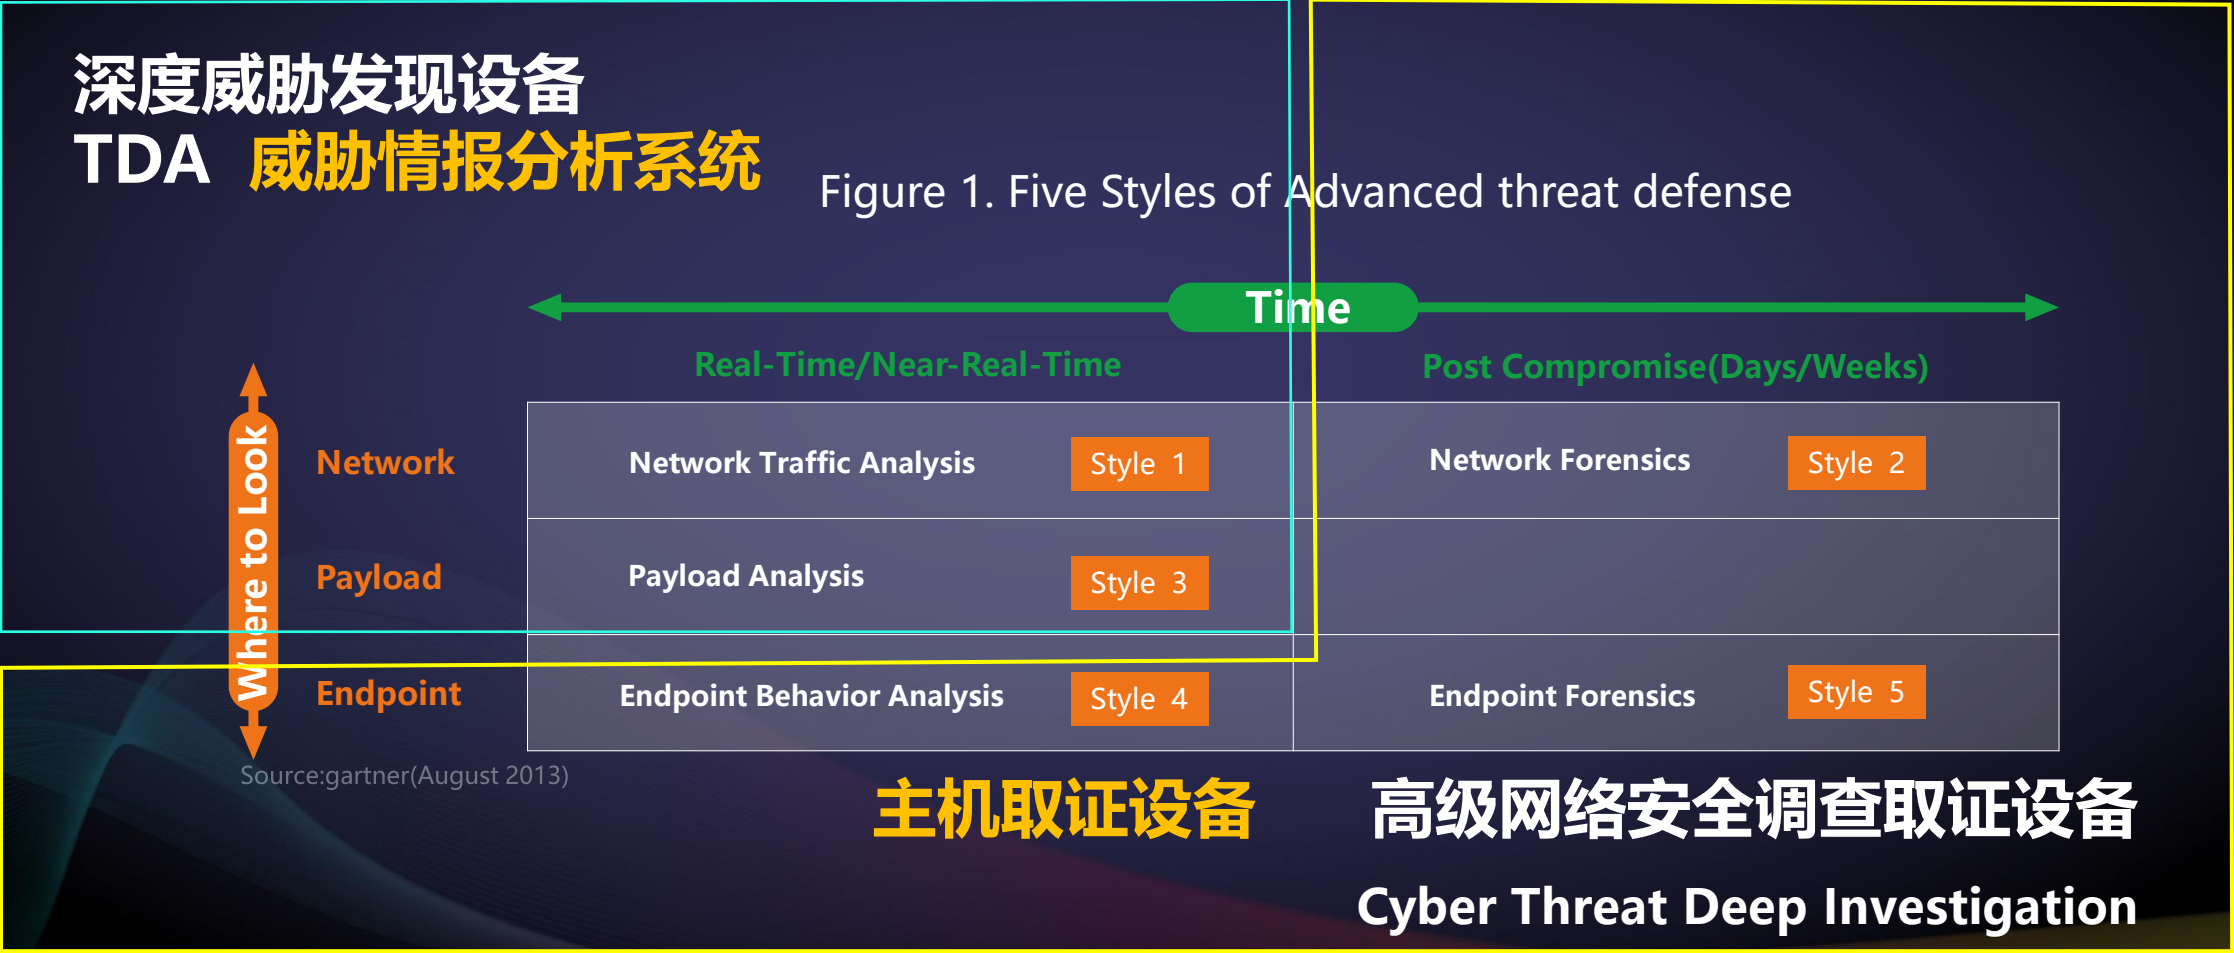 深度威胁发现设备
TDA 威胁情报分析系统
Figure 1. Five Styles of Advanced threat defense
Time
Real-Time/Near-Real-Time
Post Compromise(Days/Weeks)
Where to Look
Network
Network Traffic Analysis
Style 1
Network Forensics
Style 2
Payload
Payload Analysis
Style 3
Endpoint
Endpoint Behavior Analysis
Style 4
Endpoint Forensics
Style 5
Source:gartner(August 2013)
主机取证设备
高级网络安全调查取证设备
Cyber Threat Deep Investigation